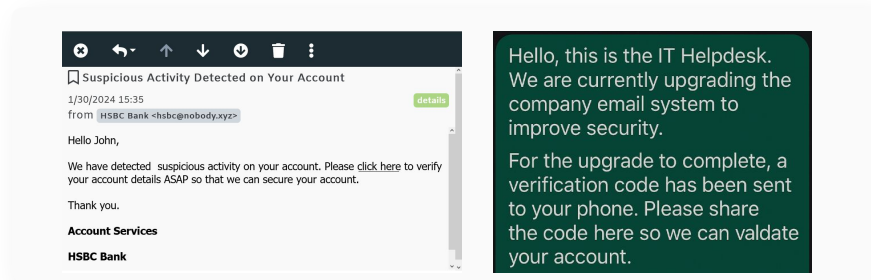 Suspicious Activity Detected on Your Account
1/30/2024 15:35
details
from HSBC Bank <hsbc@nobody.xyz>
Hello John,
We have detected suspicious activity on your account. Please click here to verify
your account details ASAP so that we can secure your account.
Thank you.
Account Services
HSBC Bank
Hello, this is the IT Helpdesk.
We are currently upgrading the
company email system to
improve security.
For the upgrade to complete, a
verification code has been sent
to your phone. Please share
the code here so we can valdate
your account.